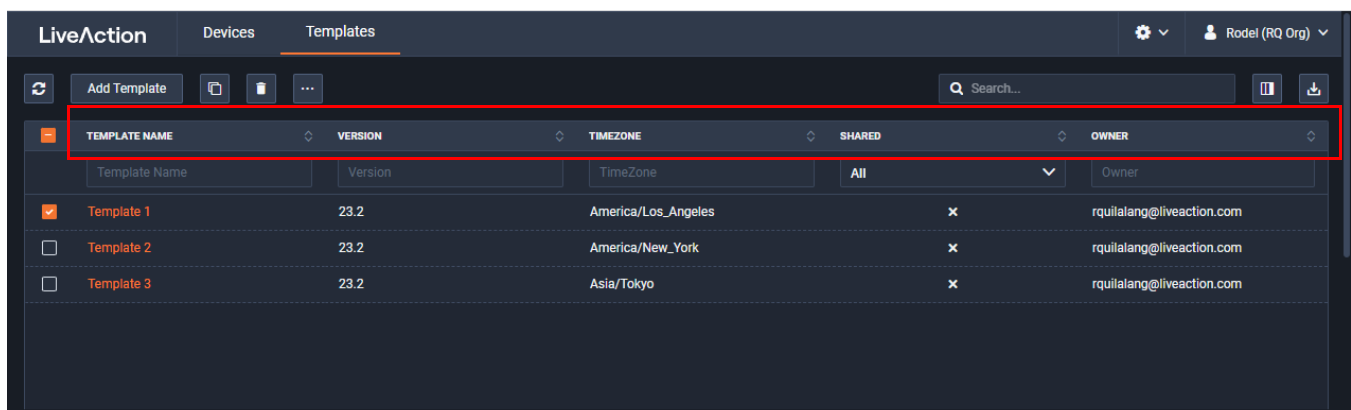 LiveAction Devices Templates Rodel (RQ Org)
Add Template ... Search...
TEMPLATE NAME VERSION TIMEZONE SHARED OWNER
Template Name Version TimeZone All Owner
Template 1 23.2 America/Los_Angeles rquilalang@liveaction.com
Template 2 23.2 America/New_York rquilalang@liveaction.com
Template 3 23.2 Asia/Tokyo rquilalang@liveaction.com